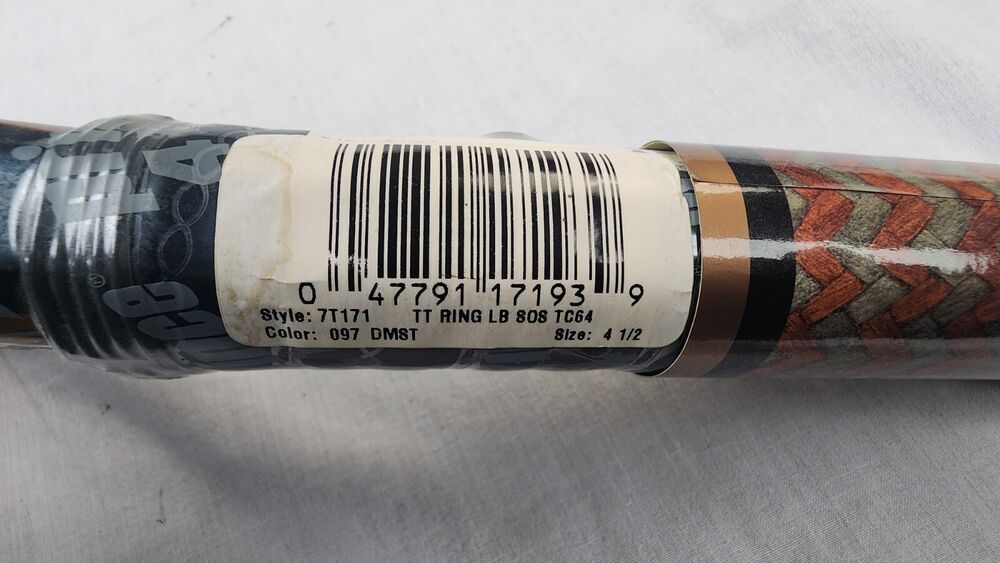 0 47791 17193 9
Style: 7T171 TT RING LB SOS TC64
Color: 097 DMST Size: 4 1/2